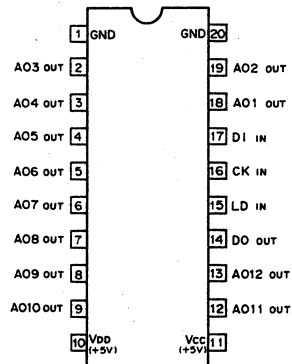 1 GND GND 20
AO3 OUT 2 19 AO2 OUT
AO4 OUT 3 18 AO1 OUT
AO5 OUT 4 17 DI IN
AO6 OUT 5 16 CK IN
AO7 OUT 6 15 LD IN
AO8 OUT 7 14 DO OUT
AO9 OUT 8 13 AO12 OUT
AO10 OUT 9 12 AO11 OUT
10 VDD VCC 11
(+5V) (+5V)